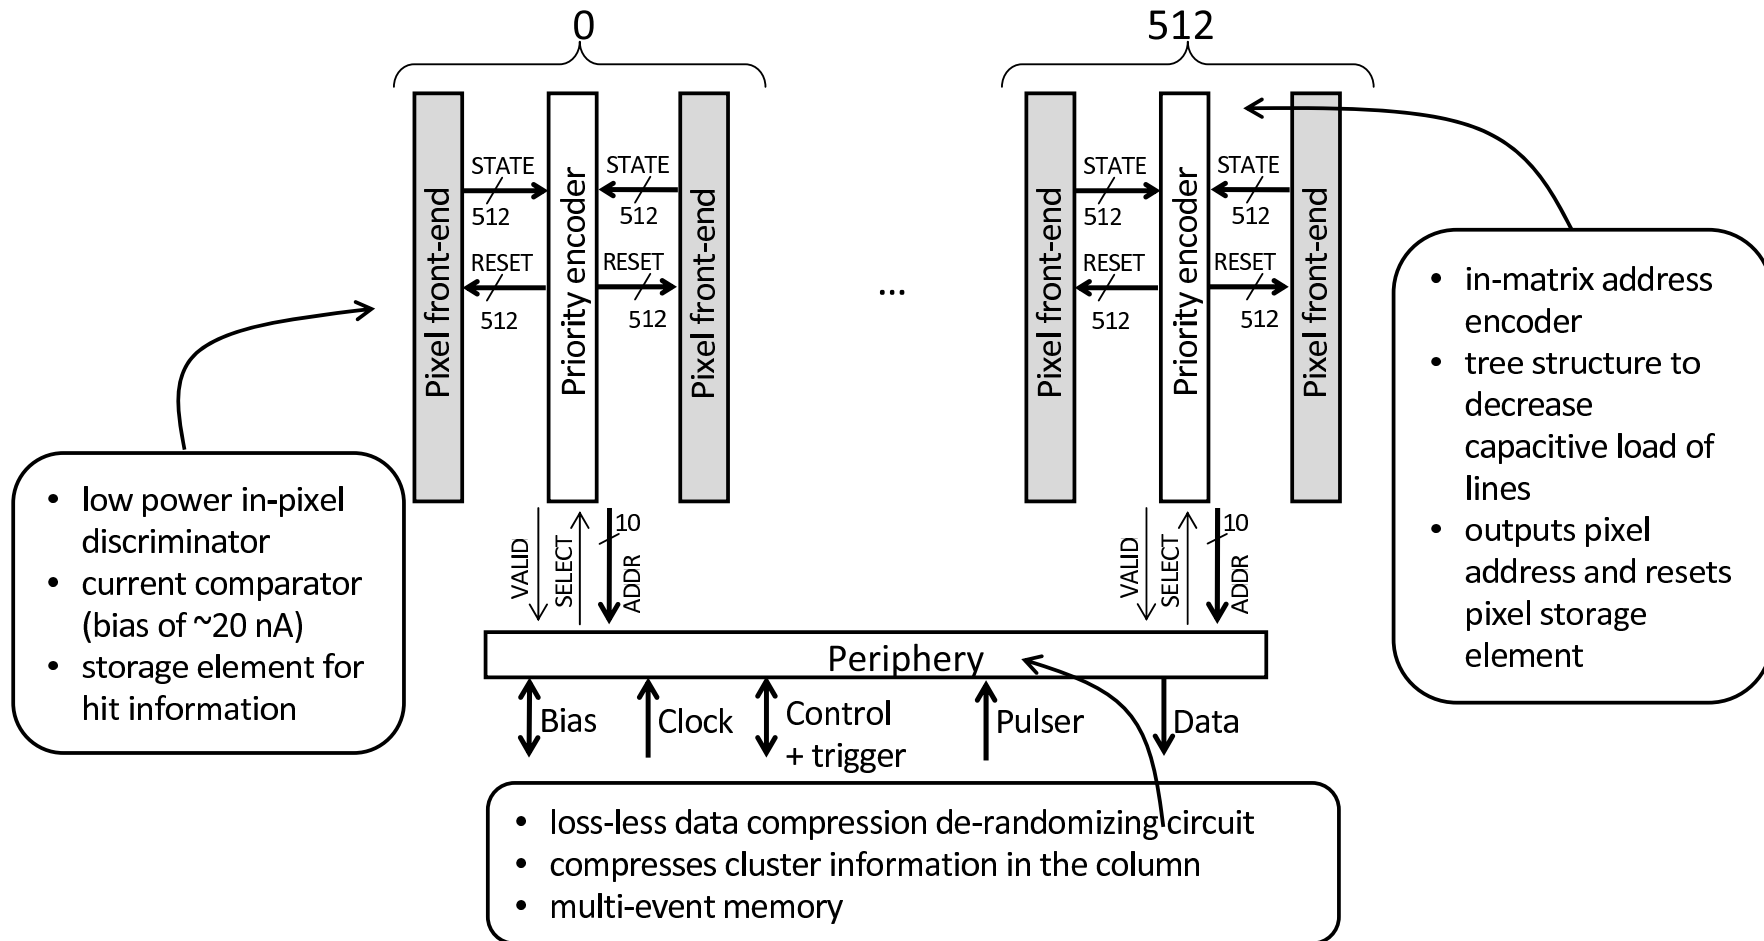 0
512
Pixel front-end
STATE
512
RESET
512
Priority encoder
STATE
512
RESET
512
Pixel front-end
...
Pixel front-end
STATE
512
RESET
512
Priority encoder
STATE
512
RESET
512
Pixel front-end
VALID
SELECT
10
ADDR
VALID
SELECT
10
ADDR
Periphery
Bias
Clock
Control
+ trigger
Pulser
Data
• low power in-pixel
discriminator
• current comparator
(bias of ~20 nA)
• storage element for
hit information
• in-matrix address
encoder
• tree structure to
decrease
capacitive load of
lines
• outputs pixel
address and resets
pixel storage
element
• loss-less data compression de-randomizing circuit
• compresses cluster information in the column
• multi-event memory